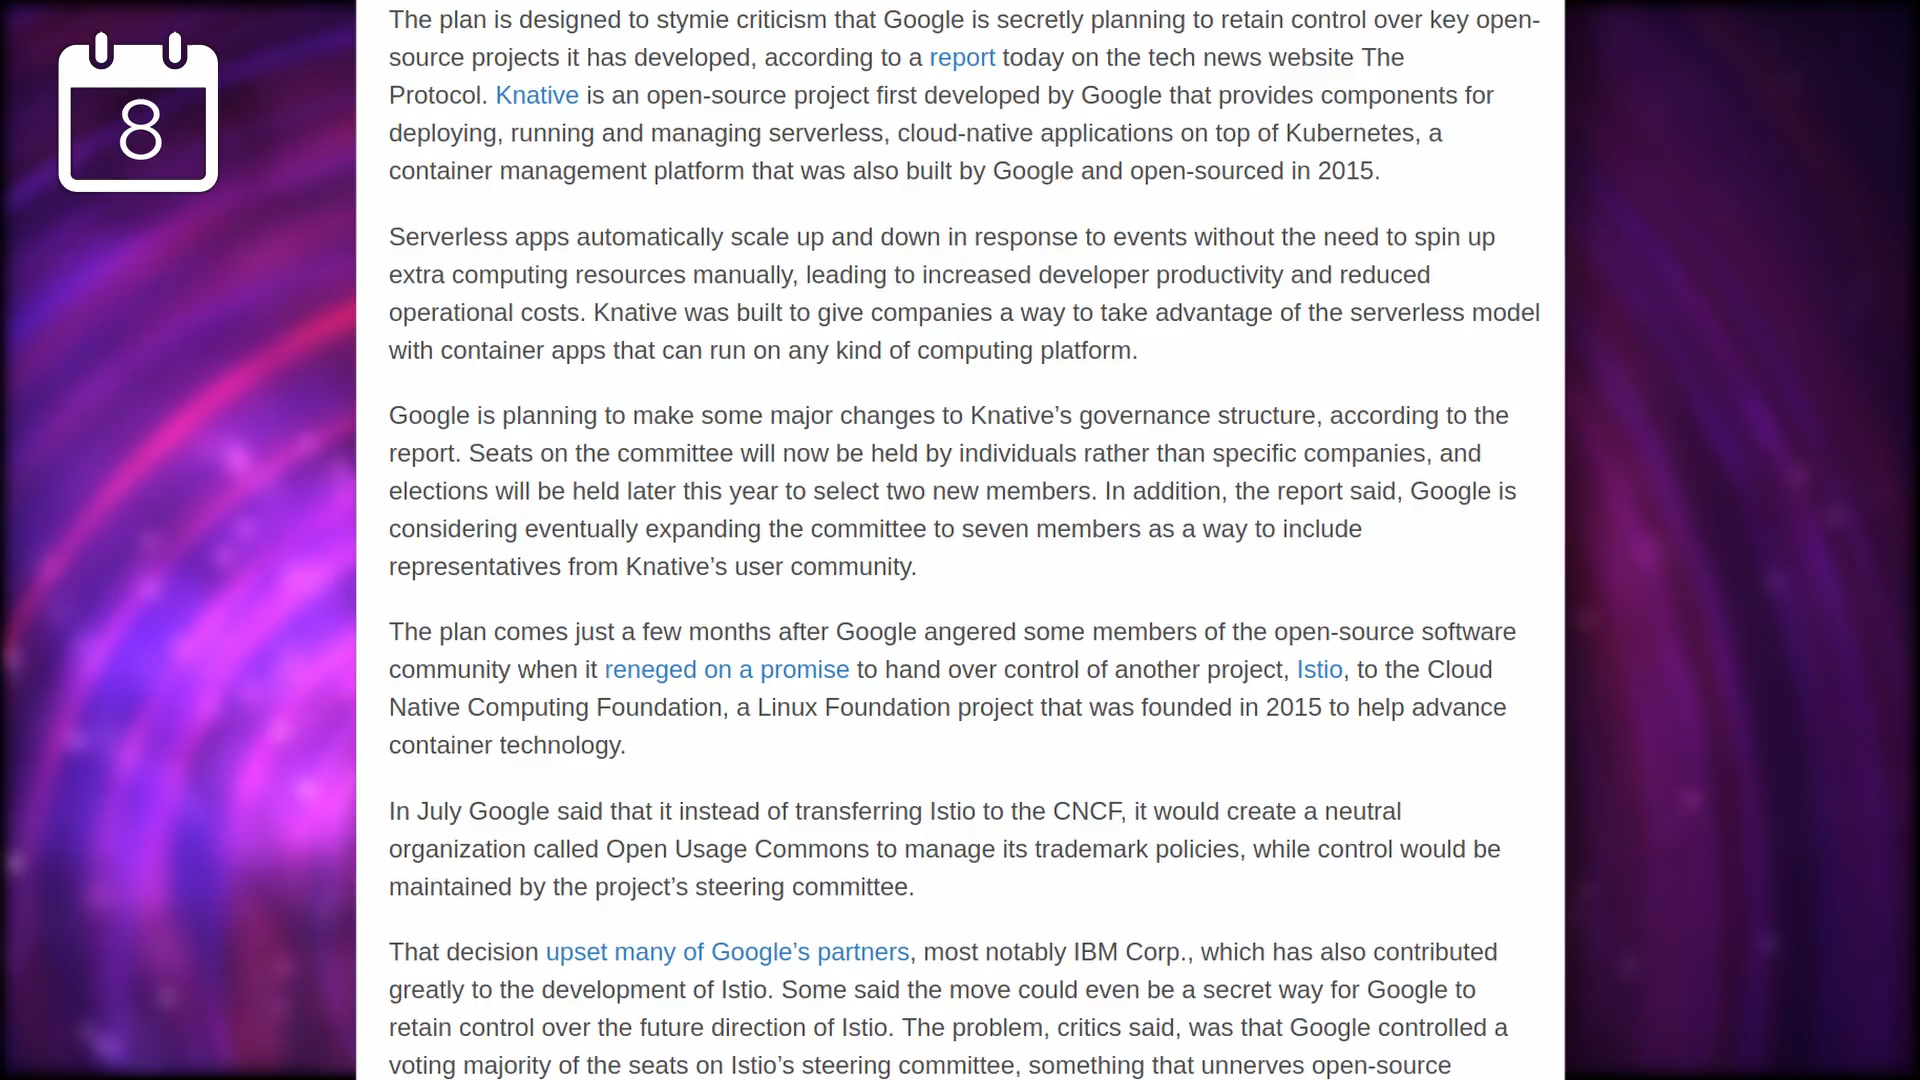 8
The plan is designed to stymie criticism that Google is secretly planning to retain control over key open-
source projects it has developed, according to a report today on the tech news website The
Protocol. Knative is an open-source project first developed by Google that provides components for
deploying, running and managing serverless, cloud-native applications on top of Kubernetes, a
container management platform that was also built by Google and open-sourced in 2015.
Serverless apps automatically scale up and down in response to events without the need to spin up
extra computing resources manually, leading to increased developer productivity and reduced
operational costs. Knative was built to give companies a way to take advantage of the serverless model
with container apps that can run on any kind of computing platform.
Google is planning to make some major changes to Knative’s governance structure, according to the
report. Seats on the committee will now be held by individuals rather than specific companies, and
elections will be held later this year to select two new members. In addition, the report said, Google is
considering eventually expanding the committee to seven members as a way to include
representatives from Knative’s user community.
The plan comes just a few months after Google angered some members of the open-source software
community when it reneged on a promise to hand over control of another project, Istio, to the Cloud
Native Computing Foundation, a Linux Foundation project that was founded in 2015 to help advance
container technology.
In July Google said that it instead of transferring Istio to the CNCF, it would create a neutral
organization called Open Usage Commons to manage its trademark policies, while control would be
maintained by the project’s steering committee.
That decision upset many of Google’s partners, most notably IBM Corp., which has also contributed
greatly to the development of Istio. Some said the move could even be a secret way for Google to
retain control over the future direction of Istio. The problem, critics said, was that Google controlled a
voting majority of the seats on Istio’s steering committee, something that unnerves open-source